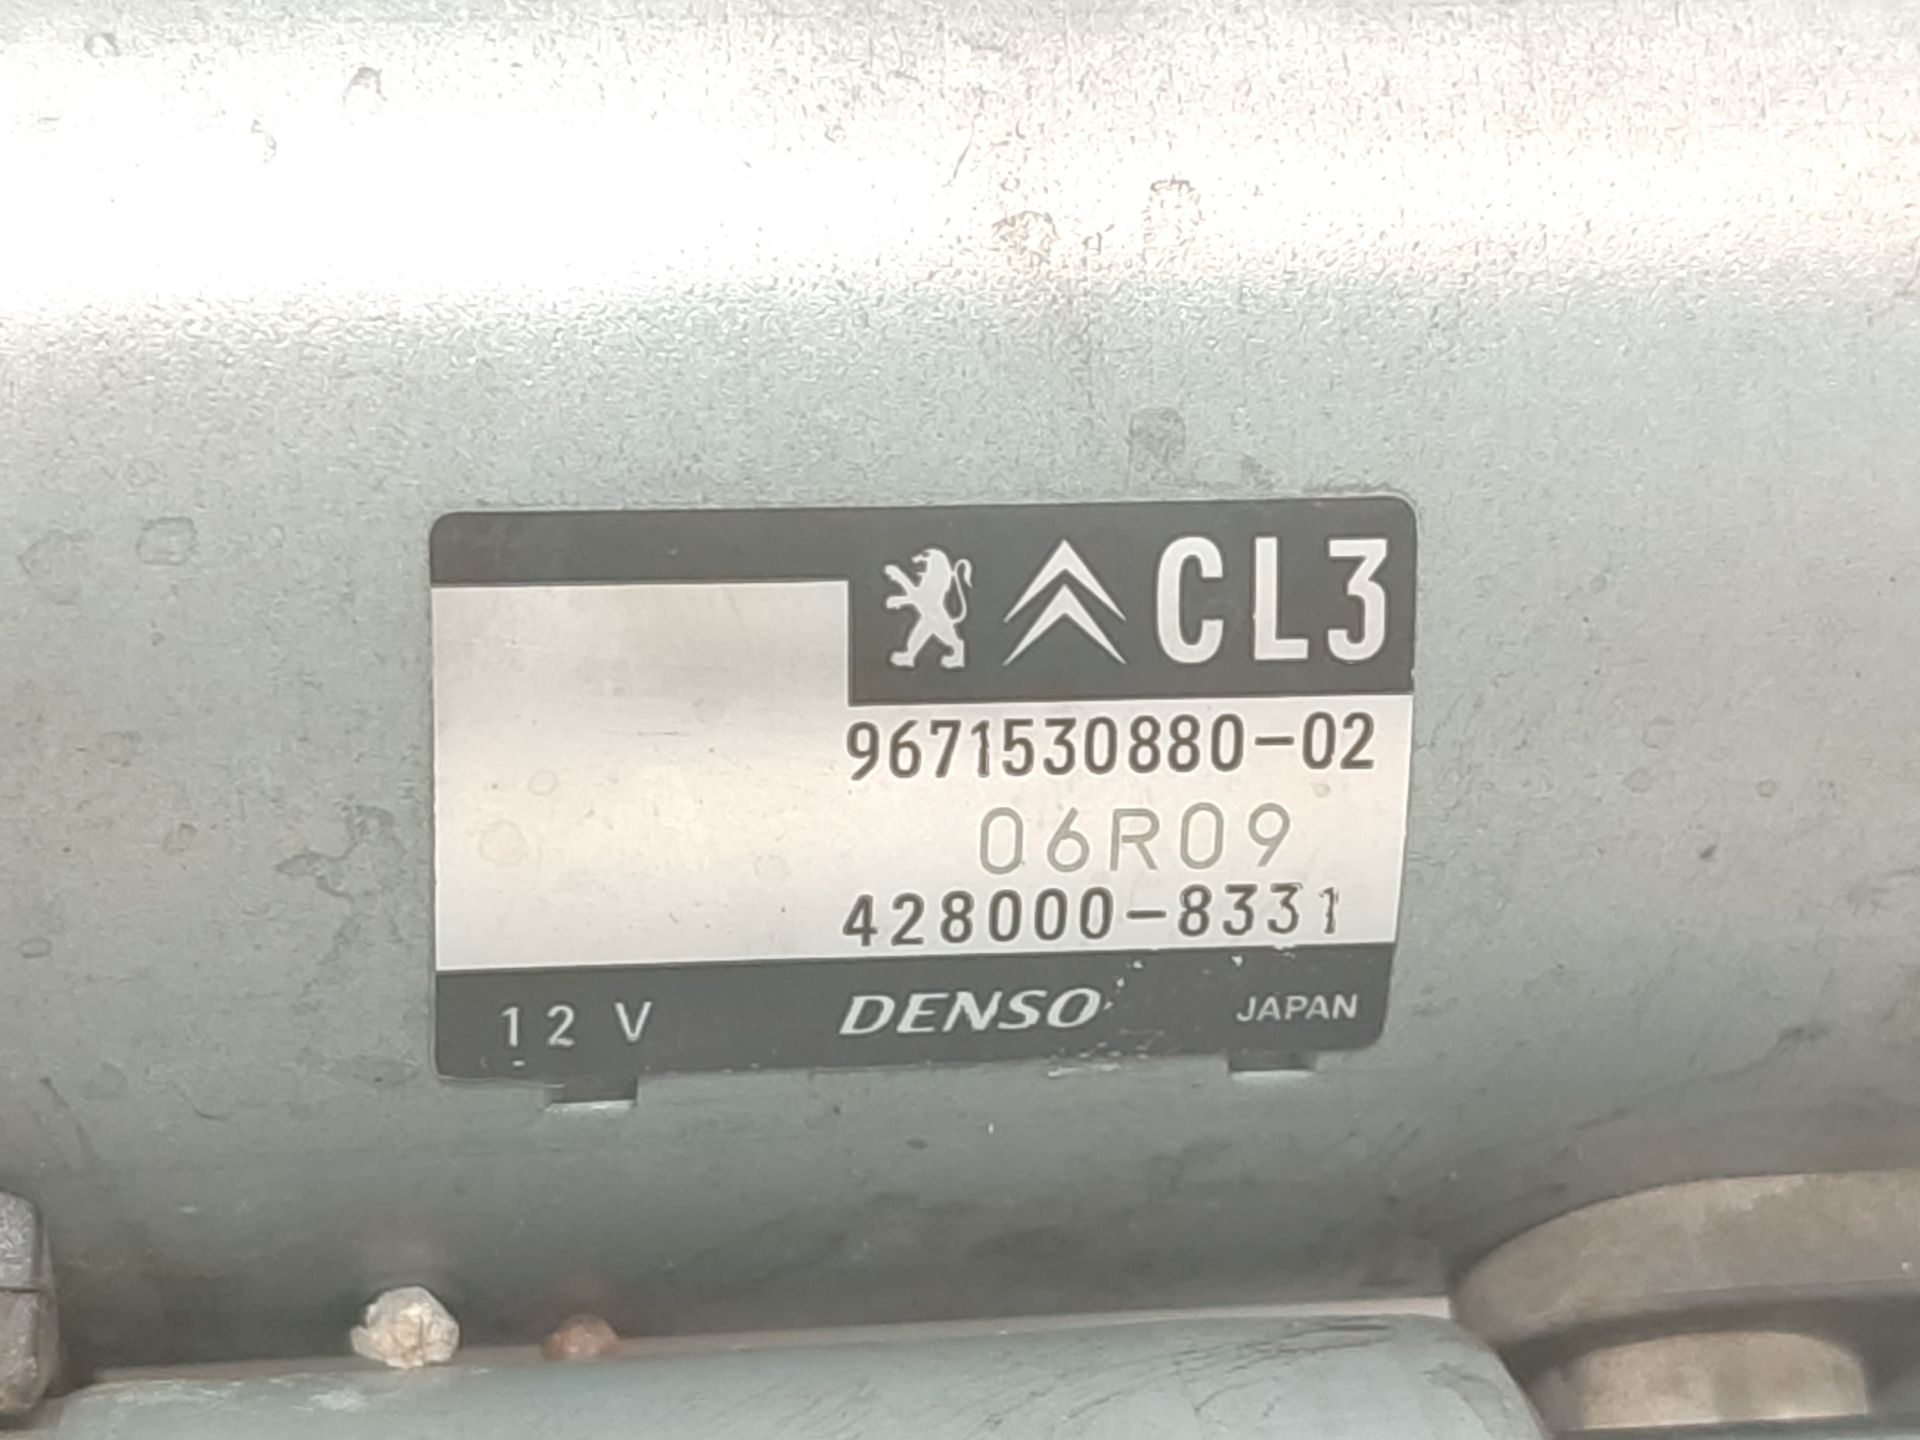 CL3
9671530880-02
06R09
428000-8331
12 V DENSO JAPAN